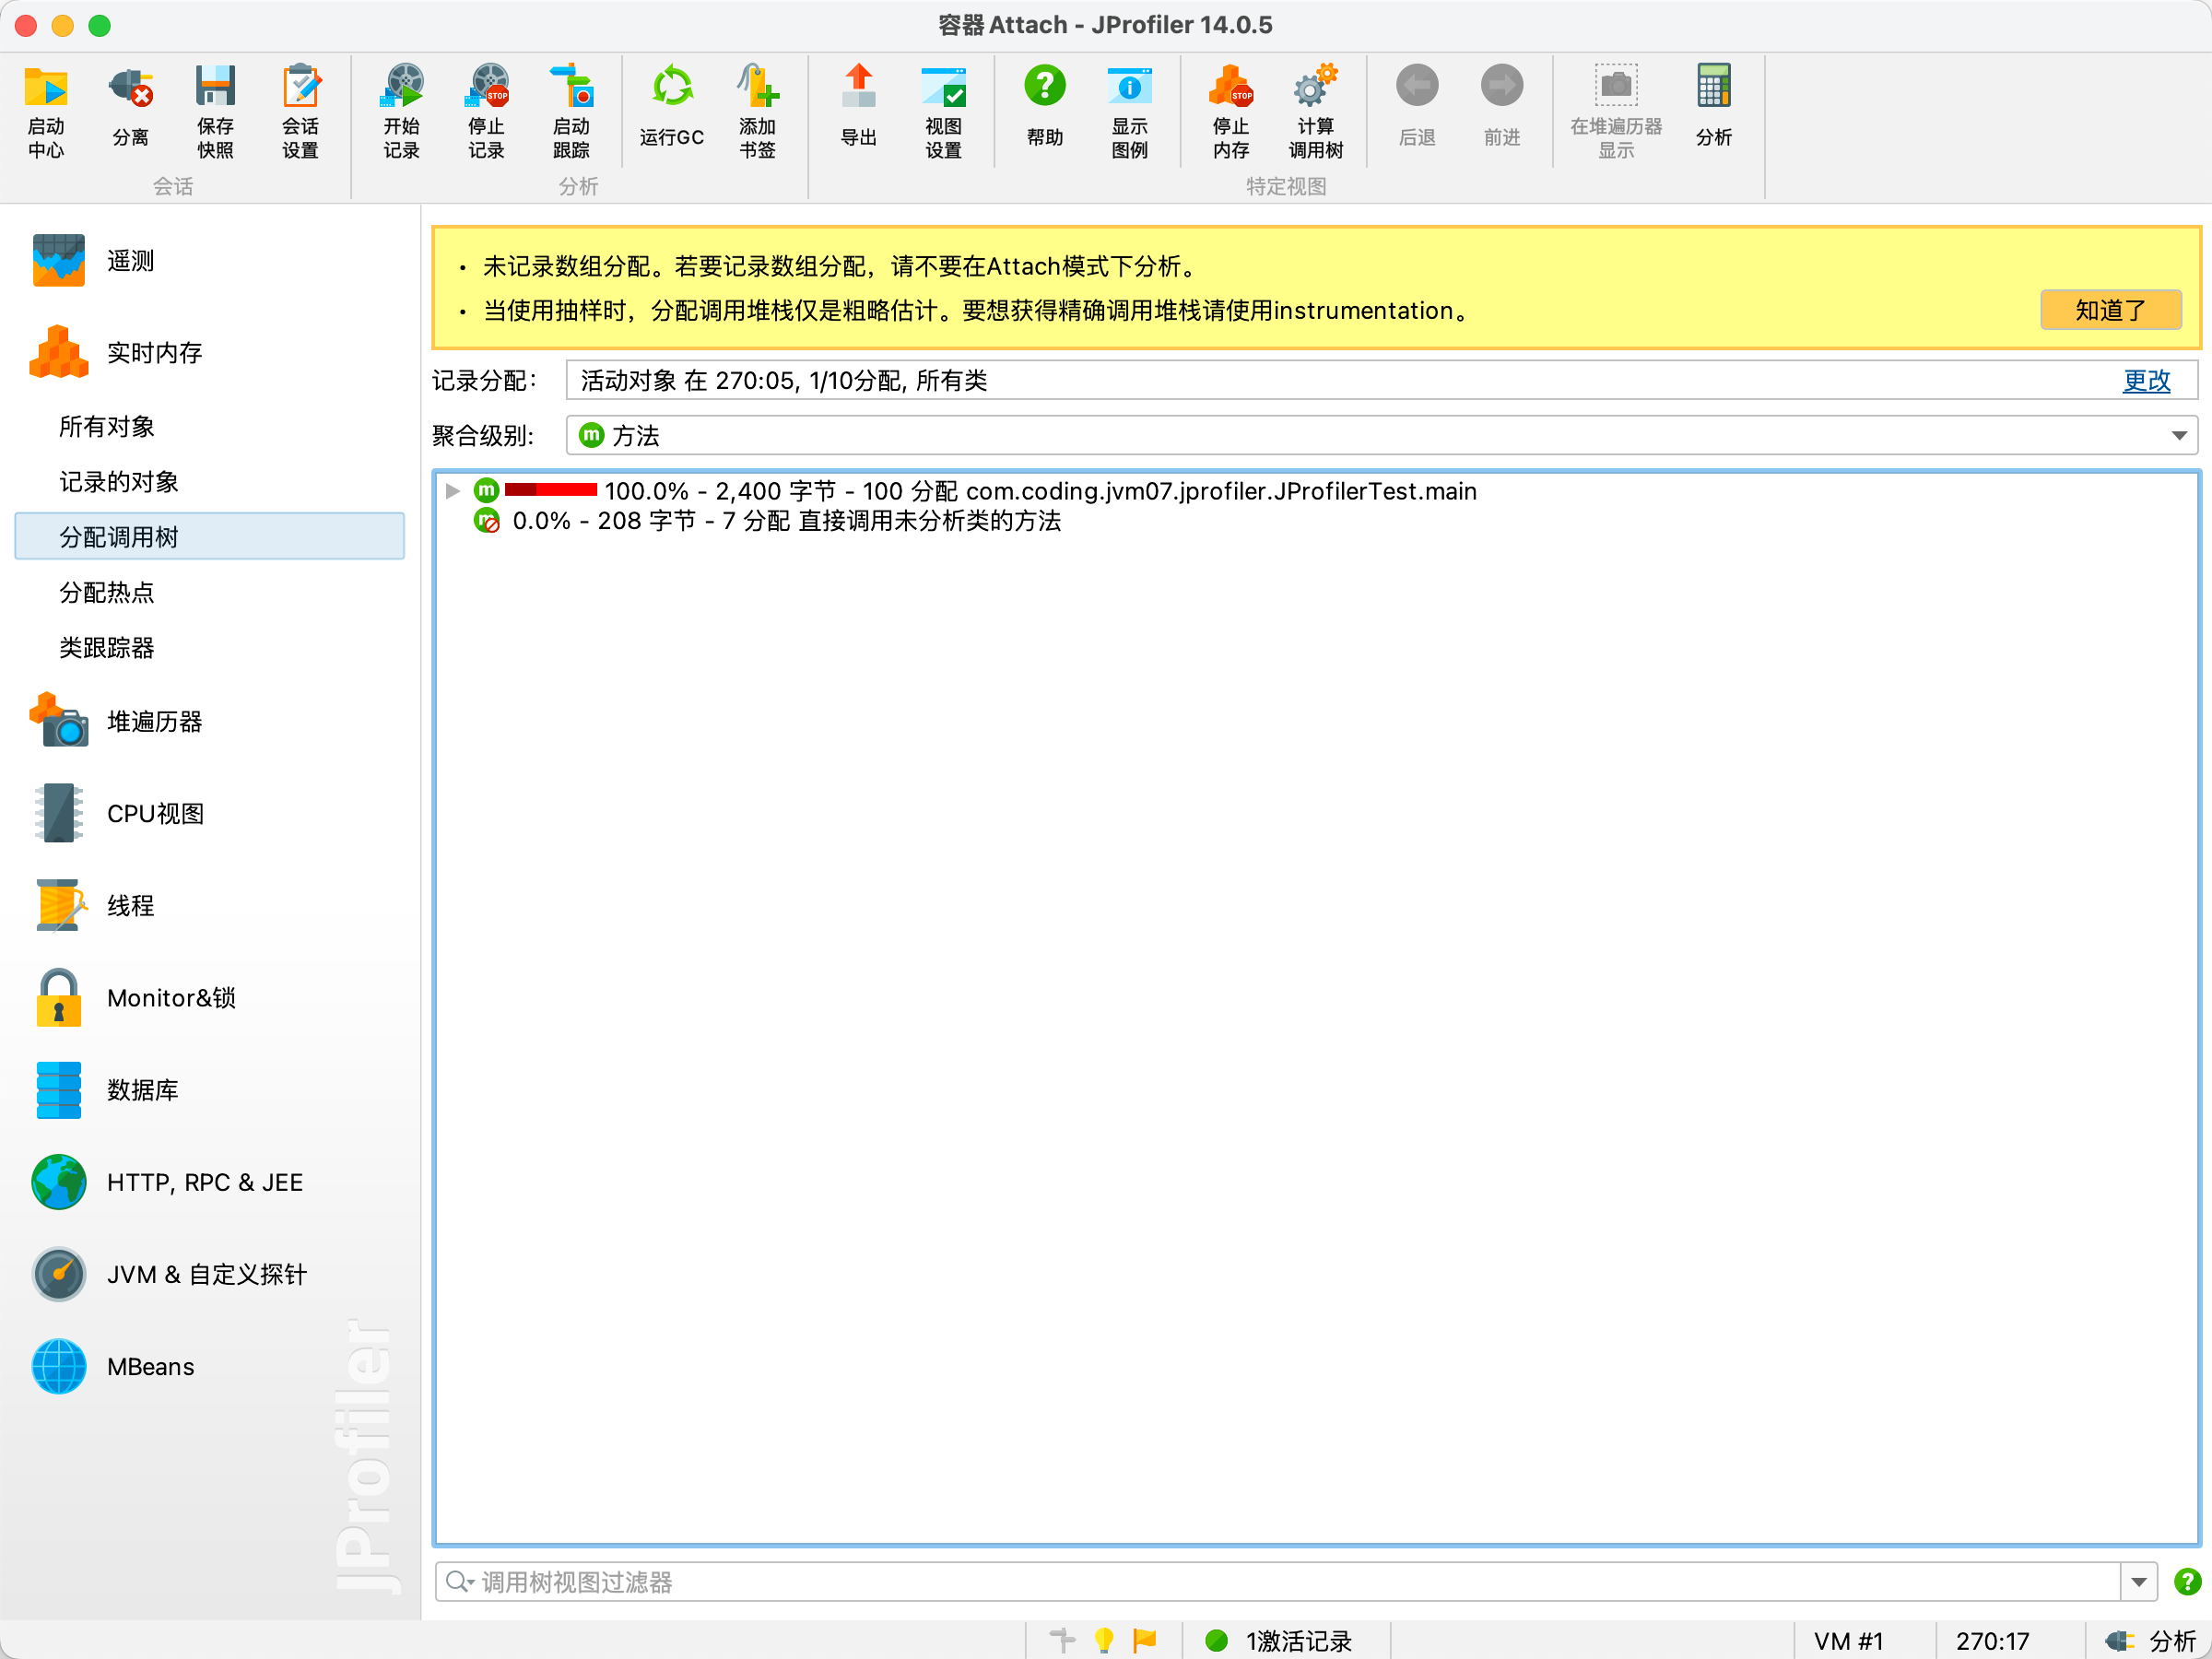 容器 Attach - JProfiler 14.0.5
启动中心
分离
保存快照
会话设置
开始记录
停止记录
启动跟踪
运行GC
添加书签
导出
视图设置
帮助
显示图例
停止内存
计算调用树
后退
前进
在堆遍历器显示
分析
会话
分析
特定视图
遥测
实时内存
所有对象
记录的对象
分配调用树
分配热点
类跟踪器
堆遍历器
CPU视图
线程
Monitor&锁
数据库
HTTP, RPC & JEE
JVM & 自定义探针
MBeans
JProfiler
• 未记录数组分配。若要记录数组分配，请不要在Attach模式下分析。
• 当使用抽样时，分配调用堆栈仅是粗略估计。要想获得精确调用堆栈请使用instrumentation。
知道了
记录分配： 活动对象 在 270:05, 1/10分配, 所有类 更改
聚合级别: m 方法
m 100.0% - 2,400 字节 - 100 分配 com.coding.jvm07.jprofiler.JProfilerTest.main
m 0.0% - 208 字节 - 7 分配 直接调用未分析类的方法
调用树视图过滤器
1激活记录
VM #1
270:17
分析